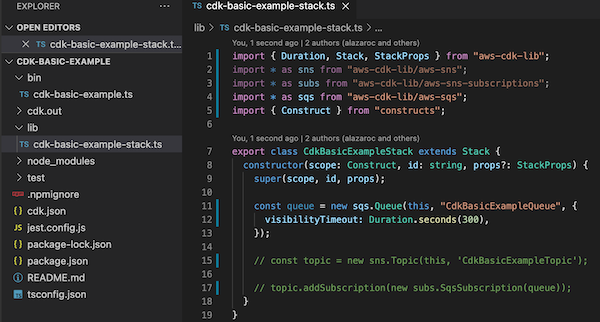 EXPLORER
OPEN EDITORS
TS cdk-basic-example-stack.t...
CDK-BASIC-EXAMPLE
bin
TS cdk-basic-example.ts
cdk.out
lib
TS cdk-basic-example-stack.ts
node_modules
test
.npmignore
cdk.json
jest.config.js
package-lock.json
package.json
README.md
tsconfig.json
TS cdk-basic-example-stack.ts
lib > TS cdk-basic-example-stack.ts > ...
You, 1 second ago | 2 authors (alazaroc and others)
1 import { Duration, Stack, StackProps } from "aws-cdk-lib";
2 import * as sns from "aws-cdk-lib/aws-sns";
3 import * as subs from "aws-cdk-lib/aws-sns-subscriptions";
4 import * as sqs from "aws-cdk-lib/aws-sqs";
5 import { Construct } from "constructs";
6
You, 1 second ago | 2 authors (alazaroc and others)
7 export class CdkBasicExampleStack extends Stack {
8 constructor(scope: Construct, id: string, props?: StackProps) {
9 super(scope, id, props);
10
11 const queue = new sqs.Queue(this, "CdkBasicExampleQueue", {
12 visibilityTimeout: Duration.seconds(300),
13 });
14
15 // const topic = new sns.Topic(this, 'CdkBasicExampleTopic');
16
17 // topic.addSubscription(new subs.SqsSubscription(queue));
18 }
19 }